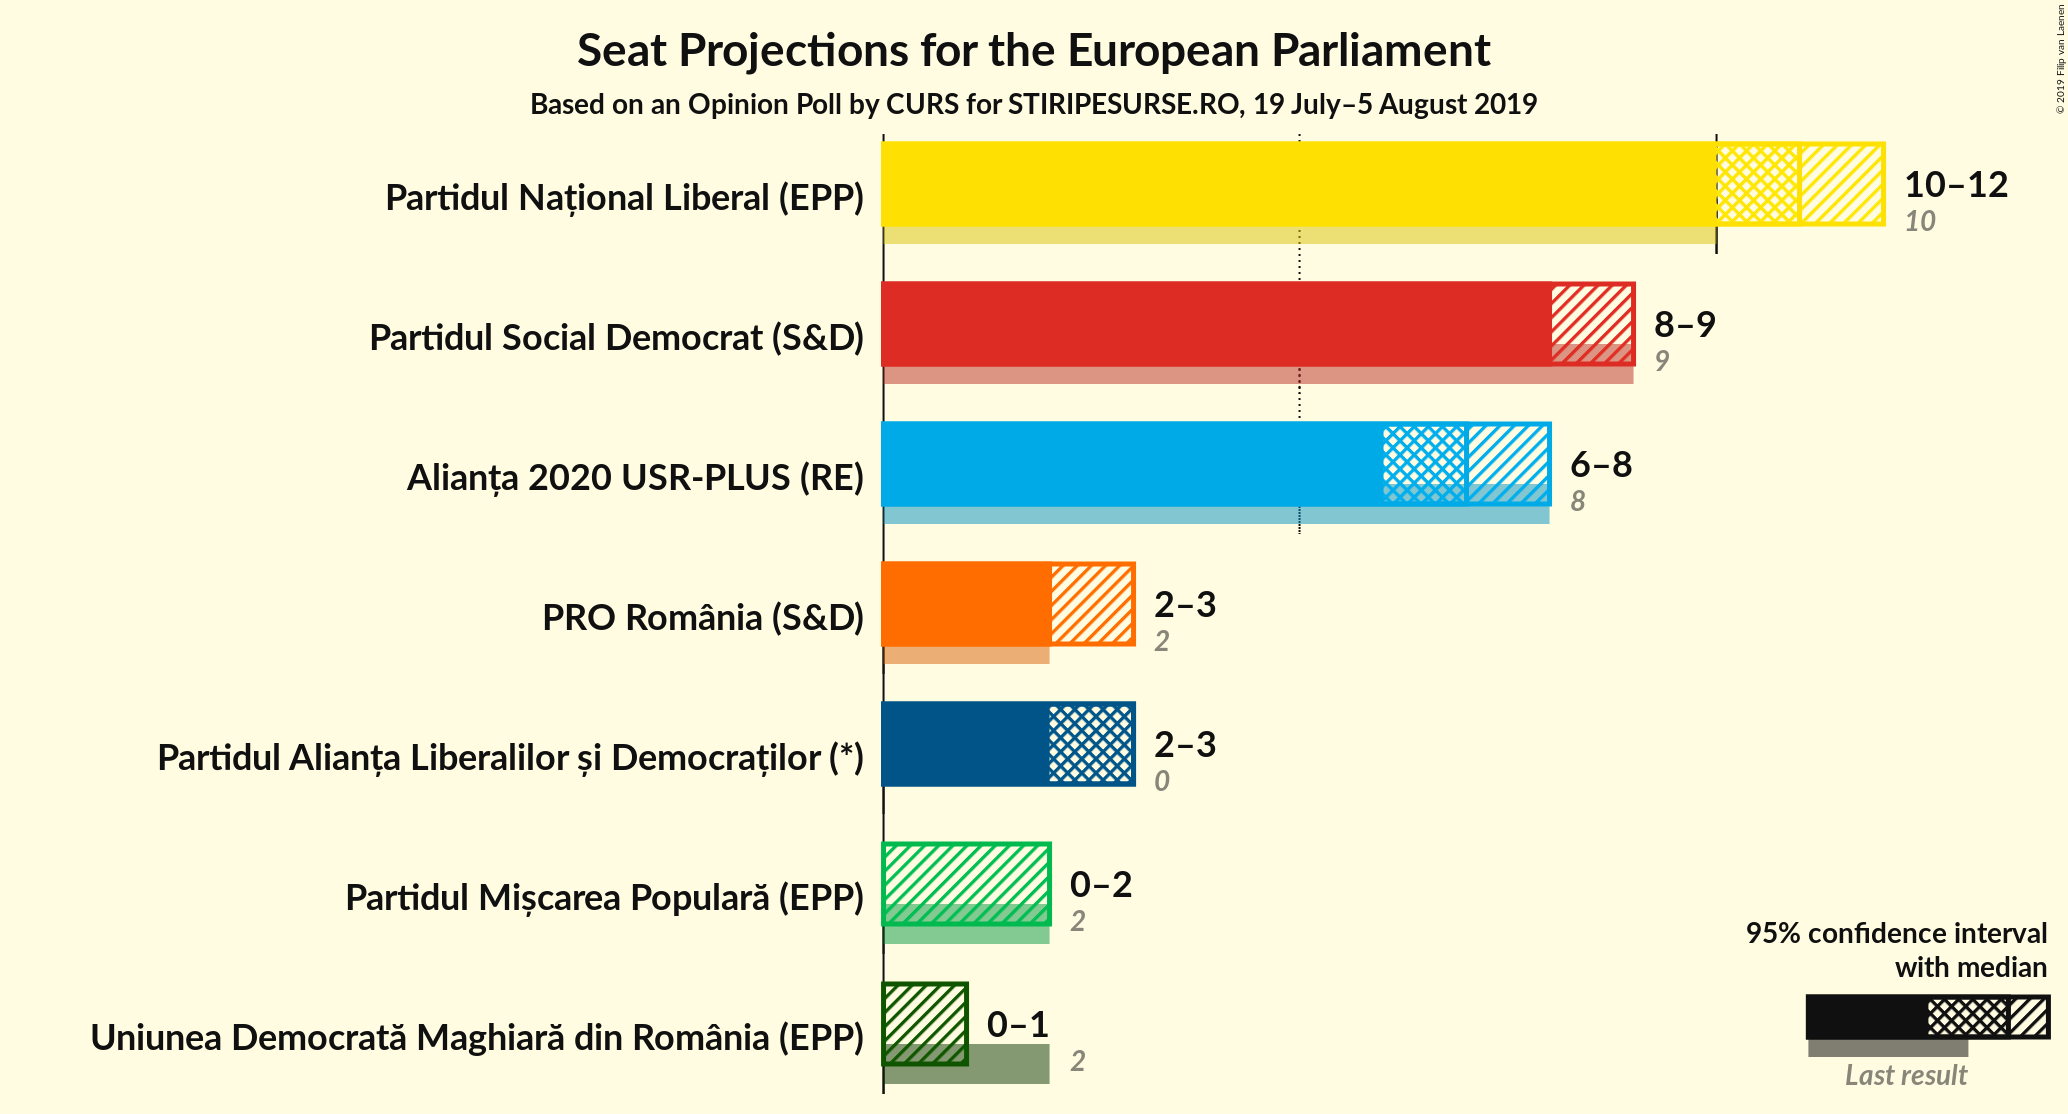 Seat Projections for the European Parliament
Based on an Opinion Poll by CURS for STIRIPESURSE.RO, 19 July–5 August 2019
© 2019 Filip van Laenen
Partidul Național Liberal (EPP)
10–12
10
Partidul Social Democrat (S&D)
8–9
9
Alianța 2020 USR-PLUS (RE)
6–8
8
PRO România (S&D)
2–3
2
Partidul Alianța Liberalilor și Democraților (*)
2–3
0
Partidul Mișcarea Populară (EPP)
0–2
2
Uniunea Democrată Maghiară din România (EPP)
0–1
2
95% confidence interval
with median
Last result